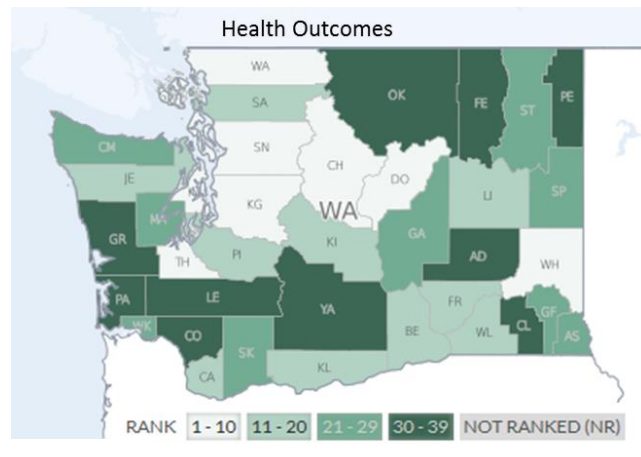 Health Outcomes
WA
SA
OK
FE
ST
PE
CM
SN
CH
JE
DO
LI
SP
MA
KG
WA
GR
KI
GA
PI
TH
AD
WH
PA
LE
YA
FR
GF
WK
CO
SK
BE
WL
CL
AS
CA
KL
RANK 1 - 10 11 - 20 21 - 29 30 - 39 NOT RANKED (NR)